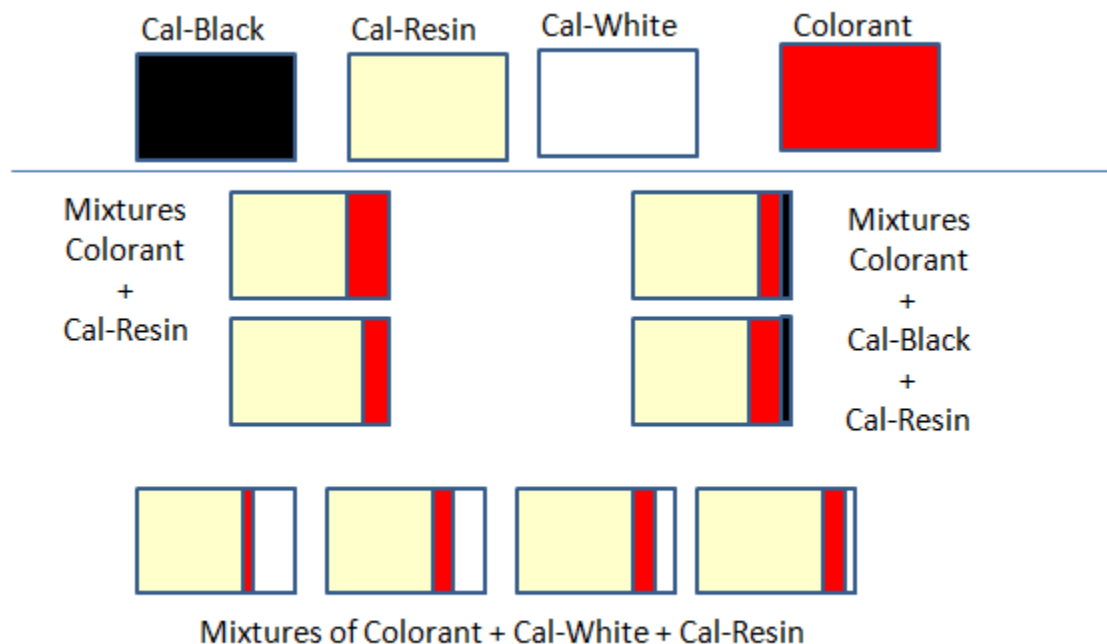 Cal-Black
Cal-Resin
Cal-White
Colorant
Mixtures
Colorant
+
Cal-Resin
Mixtures
Colorant
+
Cal-Black
+
Cal-Resin
Mixtures of Colorant + Cal-White + Cal-Resin